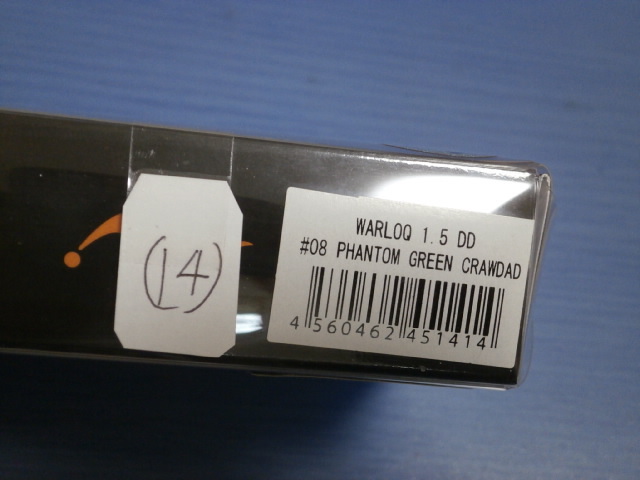 (14)
WARLOQ 1.5 DD
#08 PHANTOM GREEN CRAWDAD
4 560462 451414